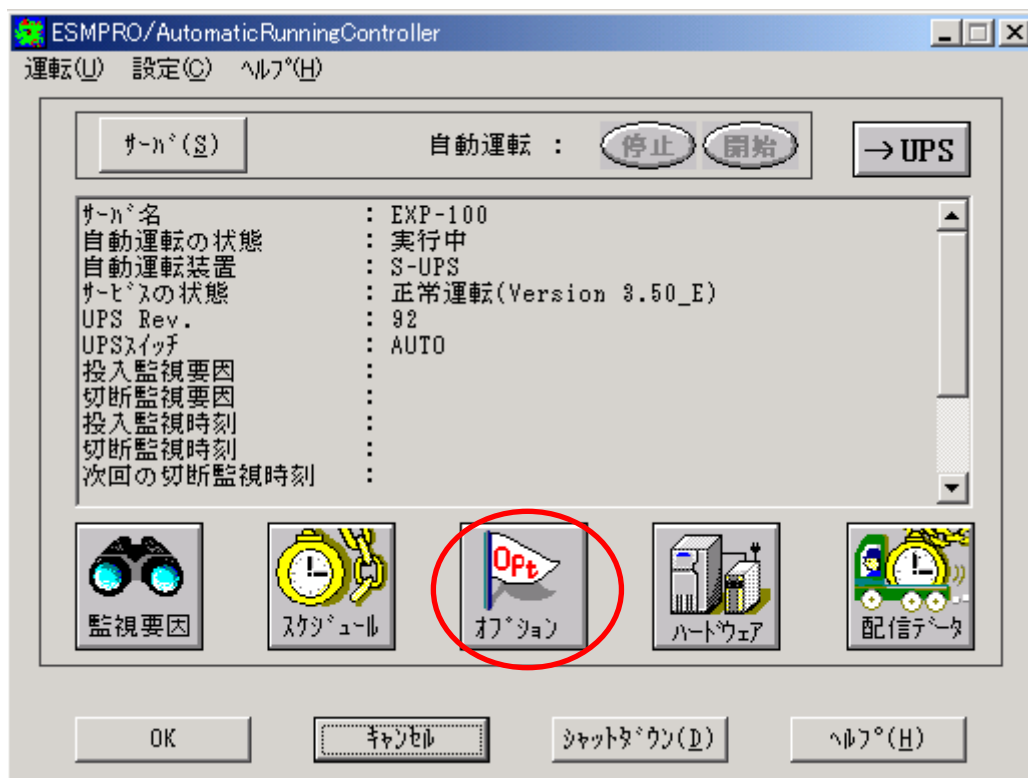 ESMPRO/AutomaticRunningController
運転(U) 設定(C) ﾍﾙﾌﾟ(H)
ｻｰﾊﾞ(S) 自動運転 : 停止 開始 →UPS
ｻｰﾊﾞ名 : EXP-100
自動運転の状態 : 実行中
自動運転装置 : S-UPS
ｻｰﾋﾞｽの状態 : 正常運転(Version 3.50_E)
UPS Rev. : 92
UPSｽｲｯﾁ : AUTO
投入監視要因 :
切断監視要因 :
投入監視時刻 :
切断監視時刻 :
次回の切断監視時刻 :
Opt
監視要因 ｽｹｼﾞｭｰﾙ ｵﾌﾟｼｮﾝ ﾊｰﾄﾞｳｪｱ 配信ﾃﾞｰﾀ
OK ｷｬﾝｾﾙ ｼｬｯﾄﾀﾞｳﾝ(D) ﾍﾙﾌﾟ(H)